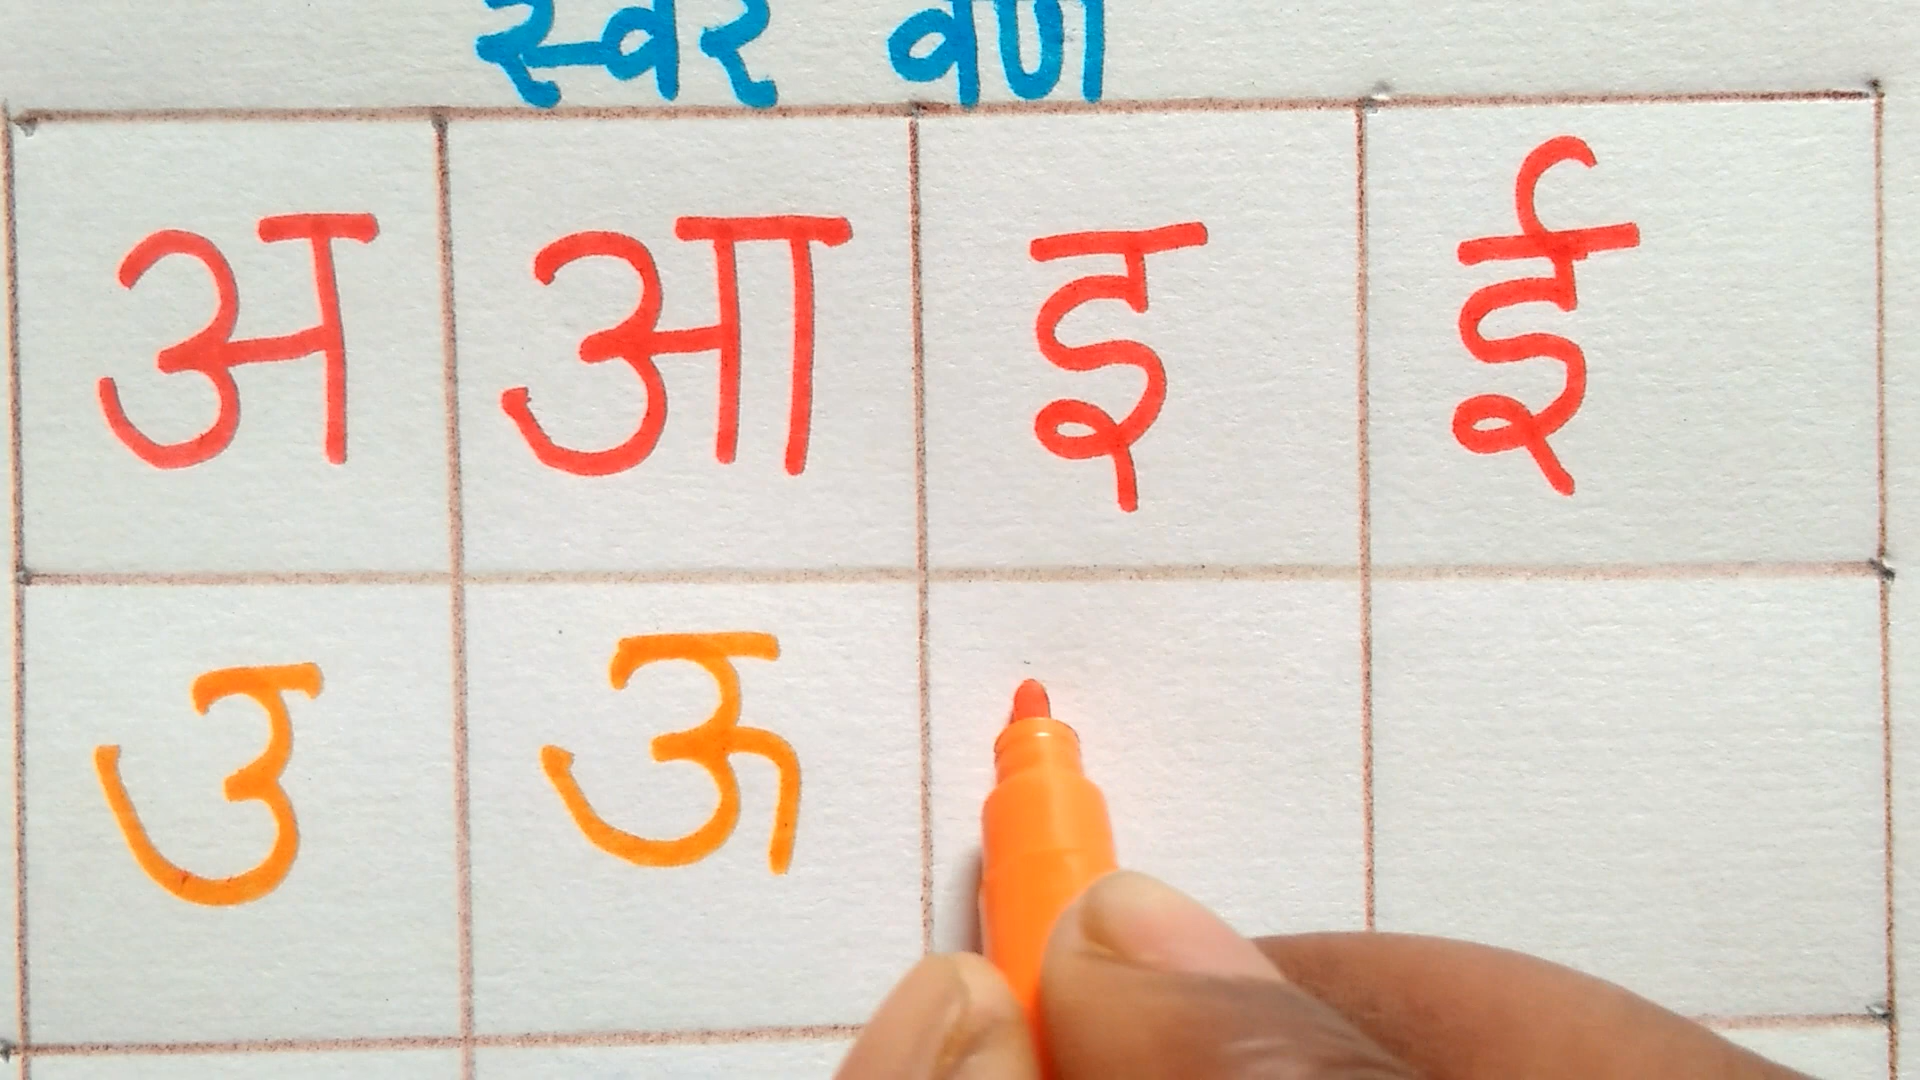 स्वर वर्ण
अ आ इ ई
उ ऊ